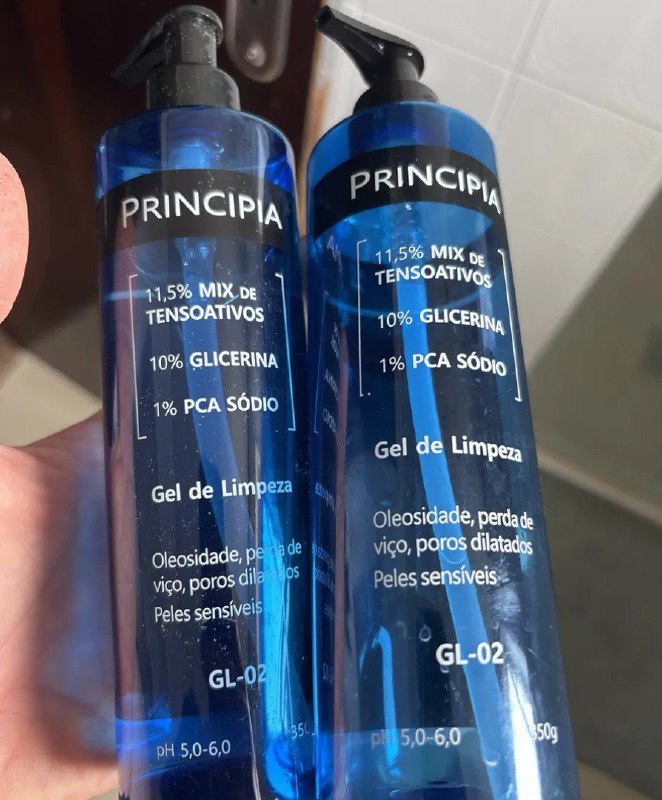 PRINCIPIA
11,5% MIX DE
TENSOATIVOS
10% GLICERINA
1% PCA SÓDIO
Gel de Limpeza
Oleosidade, perda de
viço, poros dilatados
Peles sensíveis
GL-02
pH 5,0-6,0
PRINCIPIA
11,5% MIX DE
TENSOATIVOS
10% GLICERINA
1% PCA SÓDIO
Gel de Limpeza
Oleosidade, perda de
viço, poros dilatados
Peles sensíveis
GL-02
pH 5,0-6,0
350g